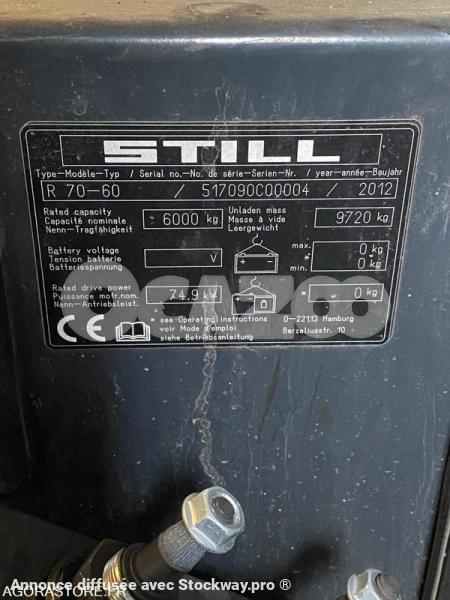 STILL
Type-Modèle-Typ / Serial no.-No. de série-Serien-Nr. / year-année-Baujahr
R 70-60 / 517090C00004 / 2012
Rated capacity
Capacité nominale
Nenn-Tragfähigkeit
6000 kg
Unladen mass
Masse à vide
Leergewicht
9720 kg
Battery voltage
Tension batterie
Batteriespannung
V
max. 0 kg
*
min. 0 kg
Rated drive power
Puissance motr.nom.
Nenn-Antriebsleist.
74.9 kW
* 0 kg
CE
* see Operating instructions
voir Mode d'emploi
siehe Betriebsanleitung
D-22113 Hamburg
Berzeliusstr. 10
Annonce diffusée avec Stockway.pro ®
AGORASTORE.FR